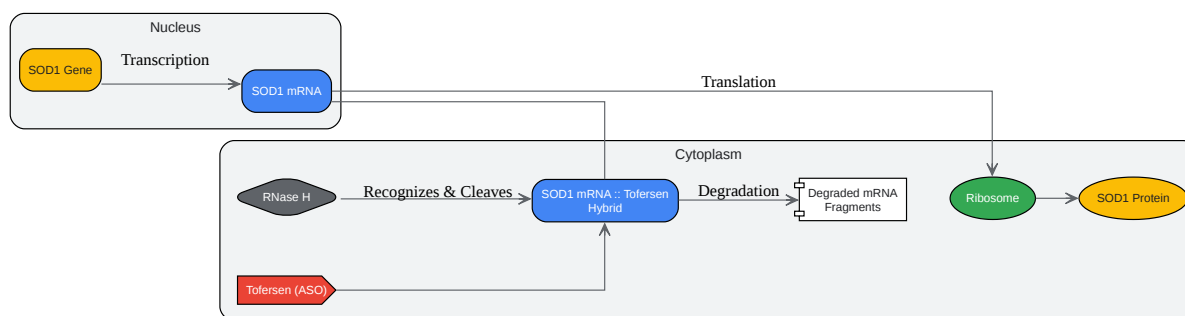 Nucleus
SOD1 Gene
Transcription
SOD1 mRNA
Translation
Cytoplasm
RNase H
Recognizes & Cleaves
SOD1 mRNA :: Tofersen
Hybrid
Degradation
Degraded mRNA
Fragments
Ribosome
SOD1 Protein
Tofersen (ASO)